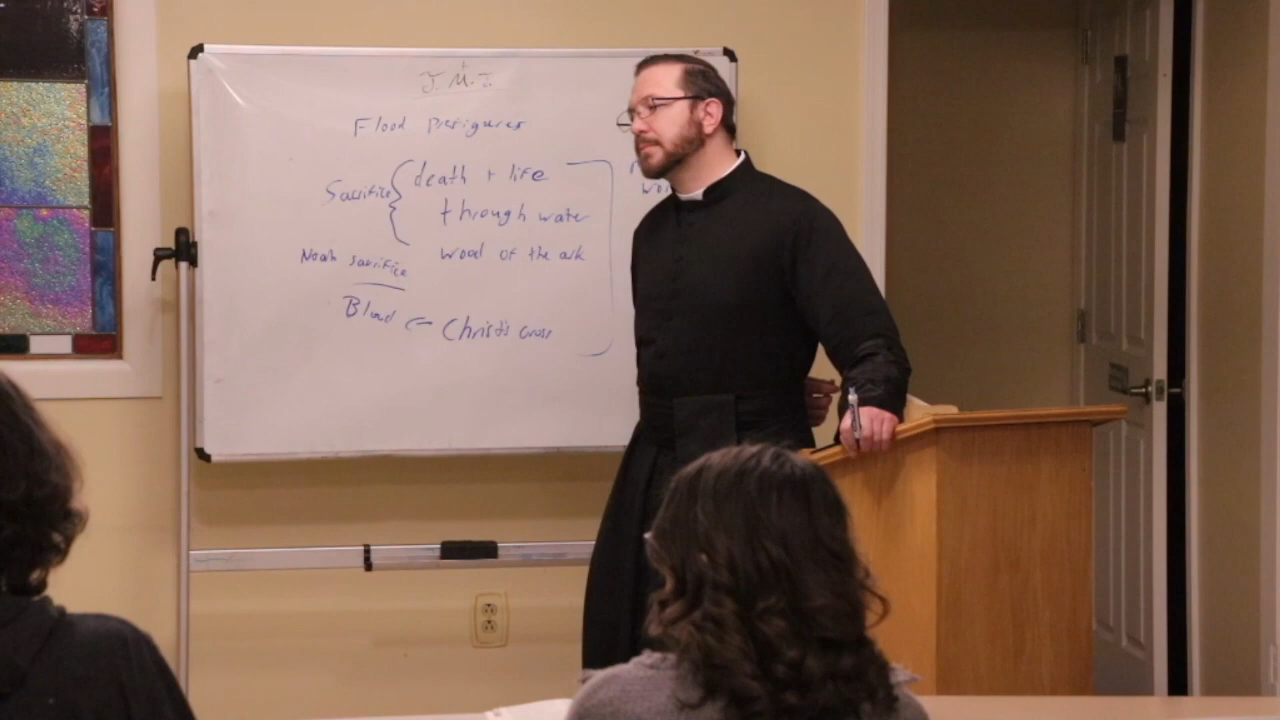 J. M. J.
Flood Prefigures
Sacrifice { death + life
through water
Noah sacrifice wood of the ark
Blood ← Christ's cross